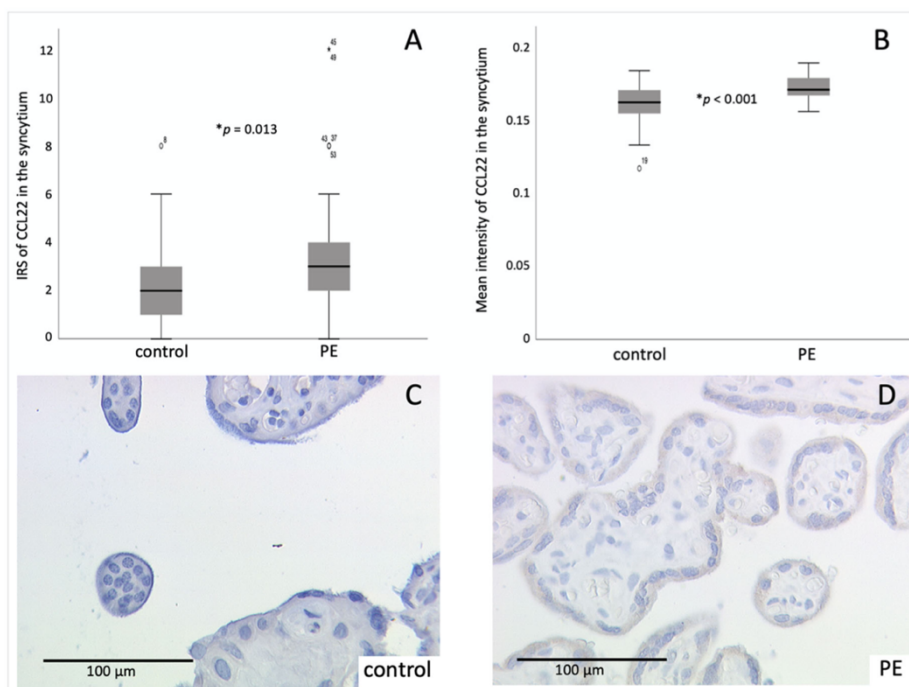 A
IRS of CCL22 in the syncytium
12
10
8
6
4
2
0
45
49
*p = 0.013
8
43 37
53
control
PE
B
Mean intensity of CCL22 in the syncytium
0.2
0.15
0.1
0.05
0
*p < 0.001
19
control
PE
C
100 µm
control
D
100 µm
PE